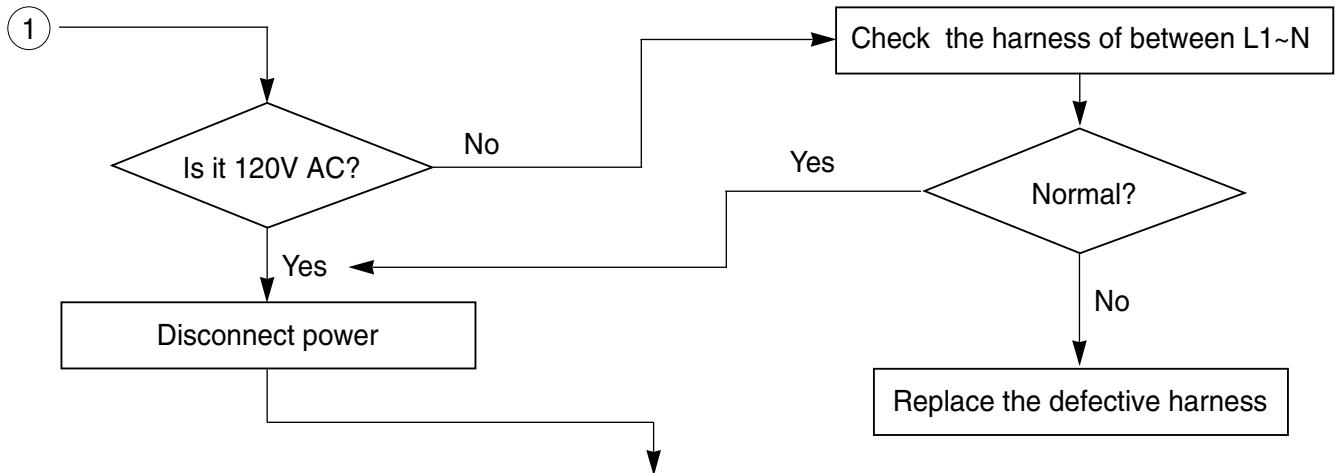 1
Check the harness of between L1~N
Is it 120V AC?
No
Yes
Normal?
Yes
No
Disconnect power
Replace the defective harness